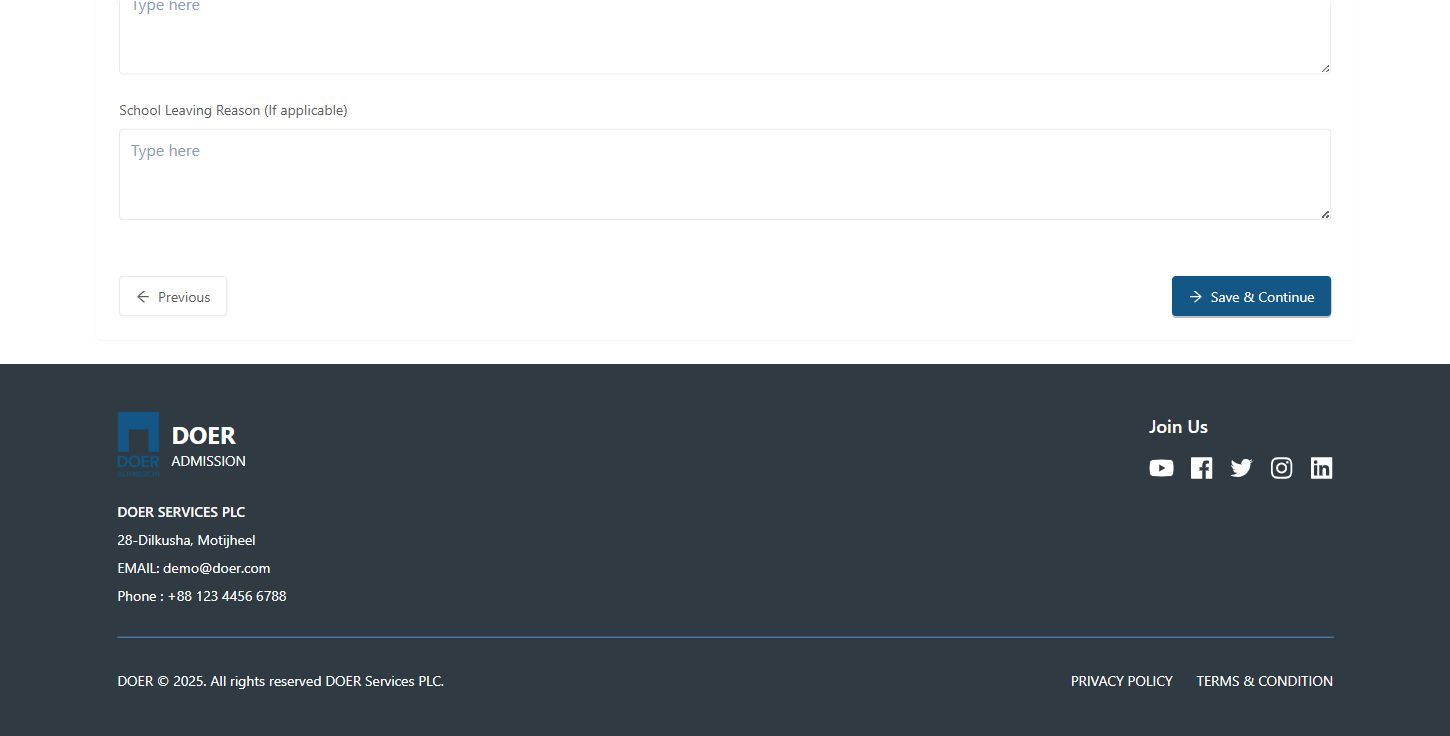 Type here
School Leaving Reason (If applicable)
Type here
Previous
Save & Continue
DOER
ADMISSION
DOER
ADMISSION
Join Us
DOER SERVICES PLC
28-Dilkusha, Motijheel
EMAIL: demo@doer.com
Phone : +88 123 4456 6788
DOER © 2025. All rights reserved DOER Services PLC.
PRIVACY POLICY
TERMS & CONDITION